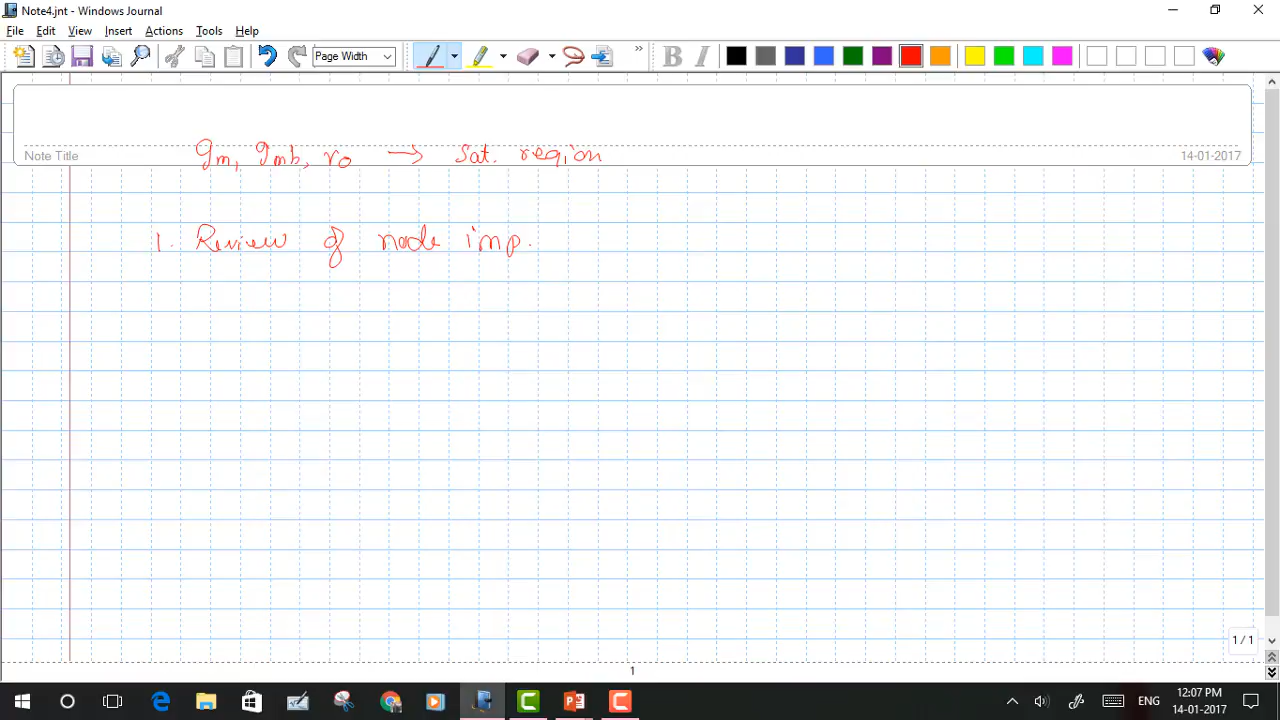 Note4.jnt - Windows Journal
File Edit View Insert Actions Tools Help
Page Width
B I
gm, gmb, ro → Sat. region
Note Title
14-01-2017
1. Review of node imp.
1 / 1
1
ENG
12:07 PM
14-01-2017